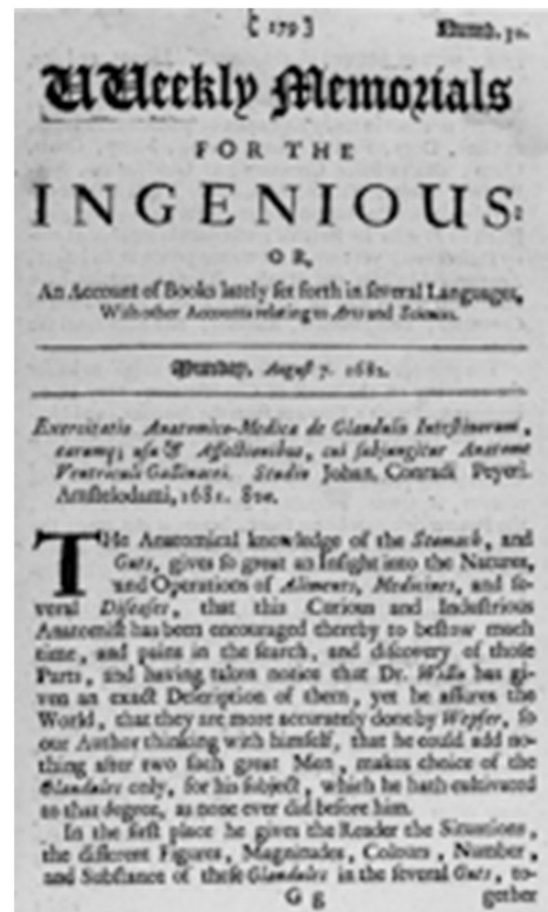 [ 179 ] Numb. 30.
UUeekly Memorials
FOR THE
INGENIOUS:
OR,
An Account of Books lately set forth in several Languages,
With other Accounts relating to Arts and Sciences.
Munday, August 7. 1682.
Exercitatio Anatomico-Medica de Glandulis Intestinorum,
earumq; usu & Affectionibus, cui subjungitur Anatome
Ventriculi Gallinacei. Studio Johan. Conradi Peyeri.
Amstelodami, 1681. 8vo.
THe Anatomical knowledge of the Stomach, and
Guts, gives so great an Insight into the Natures,
and Operations of Aliments, Medicines, and se-
veral Diseases, that this Curious and Industrious
Anatomist has been encouraged thereby to bestow much
time, and pains in the search, and discovery of those
Parts, and having taken notice that Dr. Willis has gi-
ven an exact Description of them, yet he assures the
World, that they are more accurately done by Wepfer, so
our Author thinking with himself, that he could add no-
thing after two such great Men, makes choice of the
Glandules only, for his subject, which he hath cultivated
to that degree, as none ever did before him.
In the first place he gives the Reader the Situations,
the different Figures, Magnitudes, Colours, Number,
and Substance of these Glandules in the several Guts, to-
G g gether